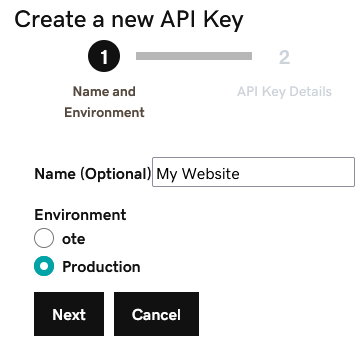 Create a new API Key
1 2
Name and Environment
API Key Details
Name (Optional) My Website
Environment
ote
Production
Next Cancel